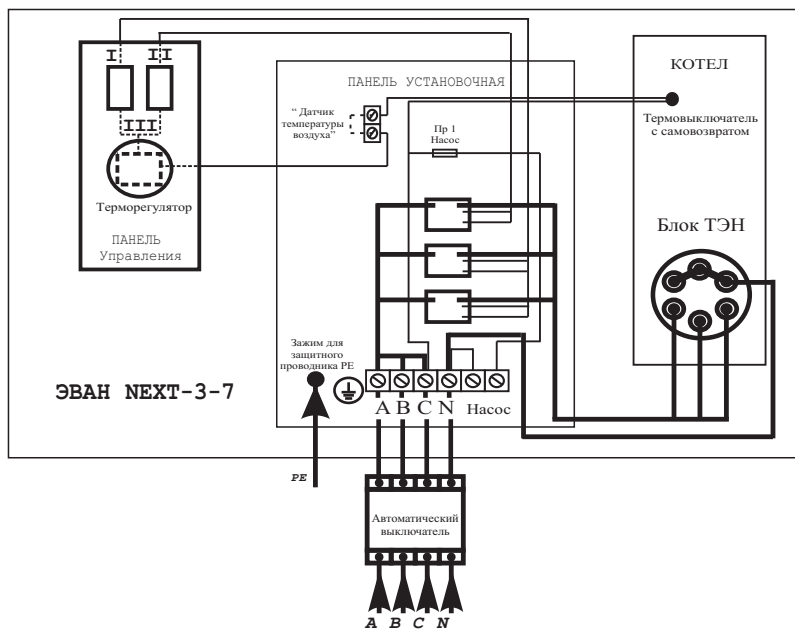 I II
III
Терморегулятор
ПАНЕЛЬ
Управления
ПАНЕЛЬ УСТАНОВОЧНАЯ
“ Датчик
температуры
воздуха”
Пр 1
Насос
КОТЕЛ
Термовыключатель
с самовозвратом
Блок ТЭН
Зажим для
защитного
проводника РЕ
ЭВАН NEXT-3-7
A B C N Насос
PE
Автоматический
выключатель
A B C N